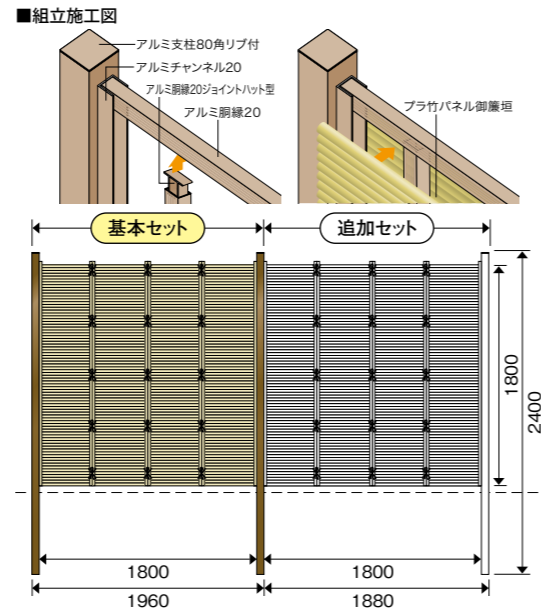 ■組立施工図
アルミ支柱80角リブ付
アルミチャンネル20
アルミ胴縁20ジョイントハット型
アルミ胴縁20
プラ竹パネル御簾垣
基本セット
追加セット
1800
2400
1800
1800
1960
1880